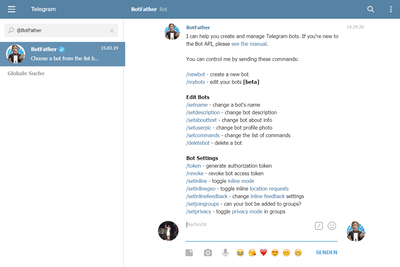 Telegram
BotFather Bot
@BotFather
BotFather 15.03.19
Choose a bot from the list b...
Globale Suche
BotFather 14:29:20
I can help you create and manage Telegram bots. If you're new to
the Bot API, please see the manual.
You can control me by sending these commands:
/newbot - create a new bot
/mybots - edit your bots [beta]
Edit Bots
/setname - change a bot's name
/setdescription - change bot description
/setabouttext - change bot about info
/setuserpic - change bot profile photo
/setcommands - change the list of commands
/deletebot - delete a bot
Bot Settings
/token - generate authorization token
/revoke - revoke bot access token
/setinline - toggle inline mode
/setinlinegeo - toggle inline location requests
/setinlinefeedback - change inline feedback settings
/setjoingroups - can your bot be added to groups?
/setprivacy - toggle privacy mode in groups
Nachricht
SENDEN